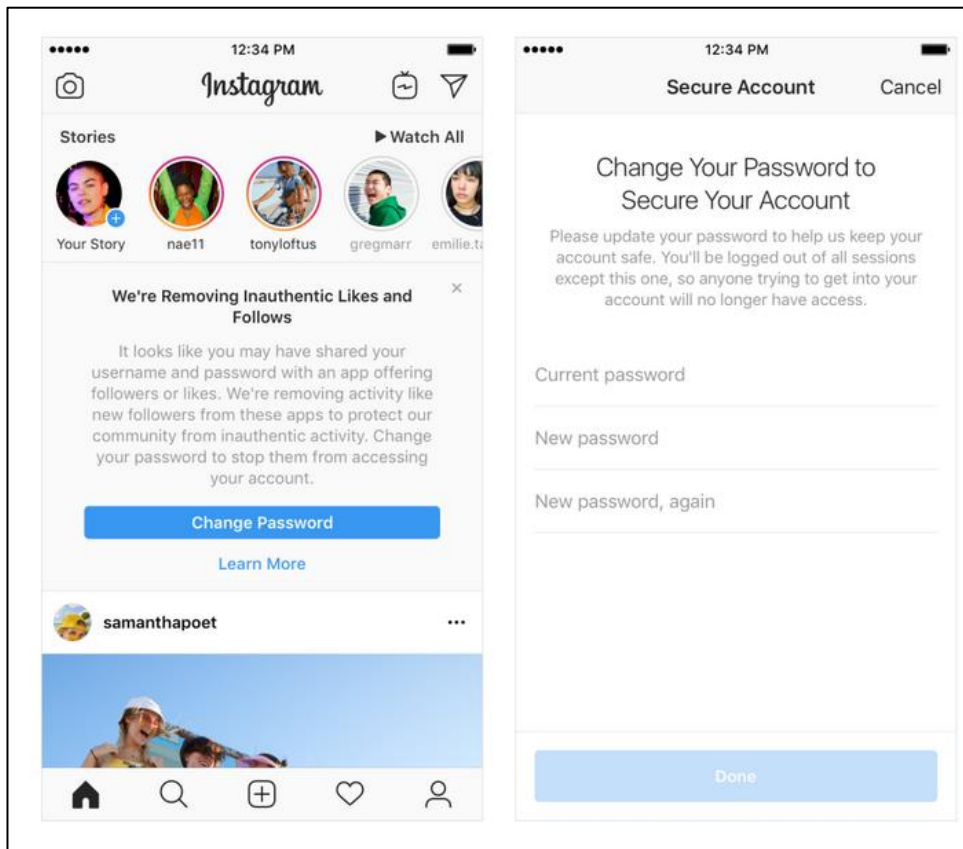 12:34 PM
Instagram
Stories
▶ Watch All
Your Story
nae11
tonyloftus
gregmarr
emilie.ta
We're Removing Inauthentic Likes and
Follows
×
It looks like you may have shared your
username and password with an app offering
followers or likes. We're removing activity like
new followers from these apps to protect our
community from inauthentic activity. Change
your password to stop them from accessing
your account.
Change Password
Learn More
samanthapoet
12:34 PM
Secure Account
Cancel
Change Your Password to
Secure Your Account
Please update your password to help us keep your
account safe. You'll be logged out of all sessions
except this one, so anyone trying to get into your
account will no longer have access.
Current password
New password
New password, again
Done